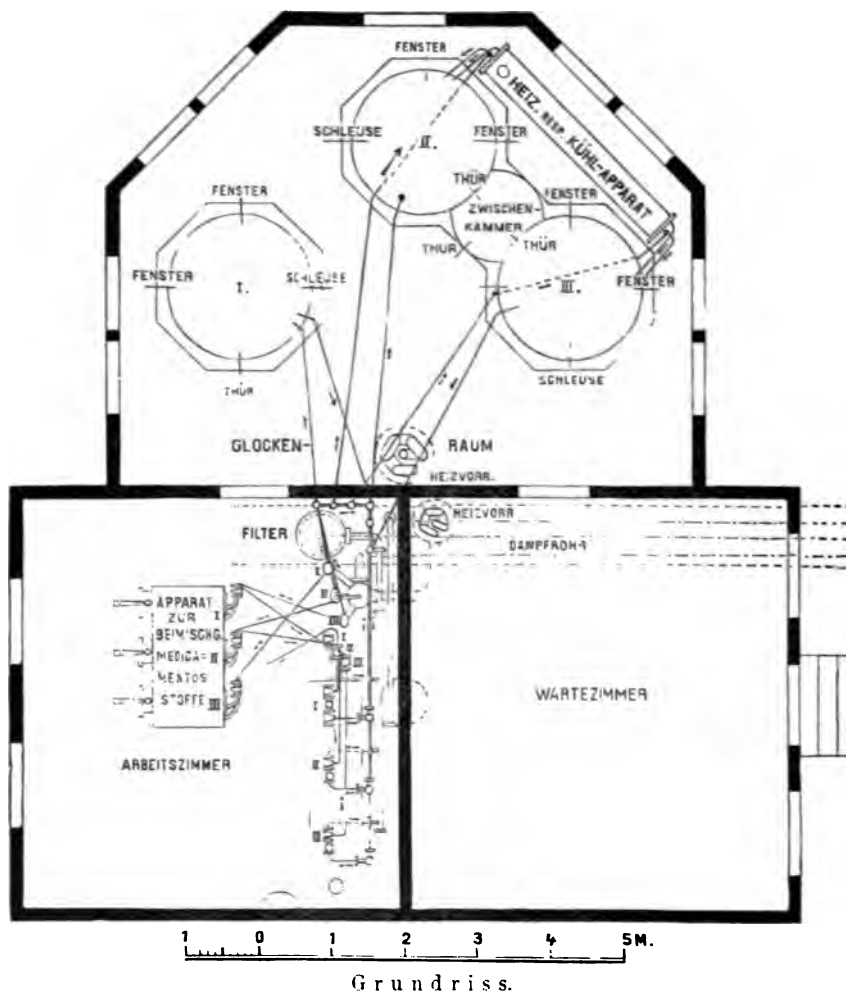 FENSTER
HEIZ. RESP. KÜHL-APPARAT
SCHLEUSE
FENSTER
II.
THÜR
FENSTER
FENSTER
ZWISCHEN-
KAMMER
FENSTER
SCHLEUSE
THÜR
THÜR
I.
III.
FENSTER
THÜR
SCHLEUSE
GLOCKEN-
RAUM
HEIZVORR.
FILTER
HEIZVORR
DAMPFROHR
APPARAT
ZUR
BEIMISCHG
MEDICA-
MENTOS
STOFFE
I
II
III
WARTEZIMMER
ARBEITSZIMMER
1 0 1 2 3 4 5 M.
Grundriss.